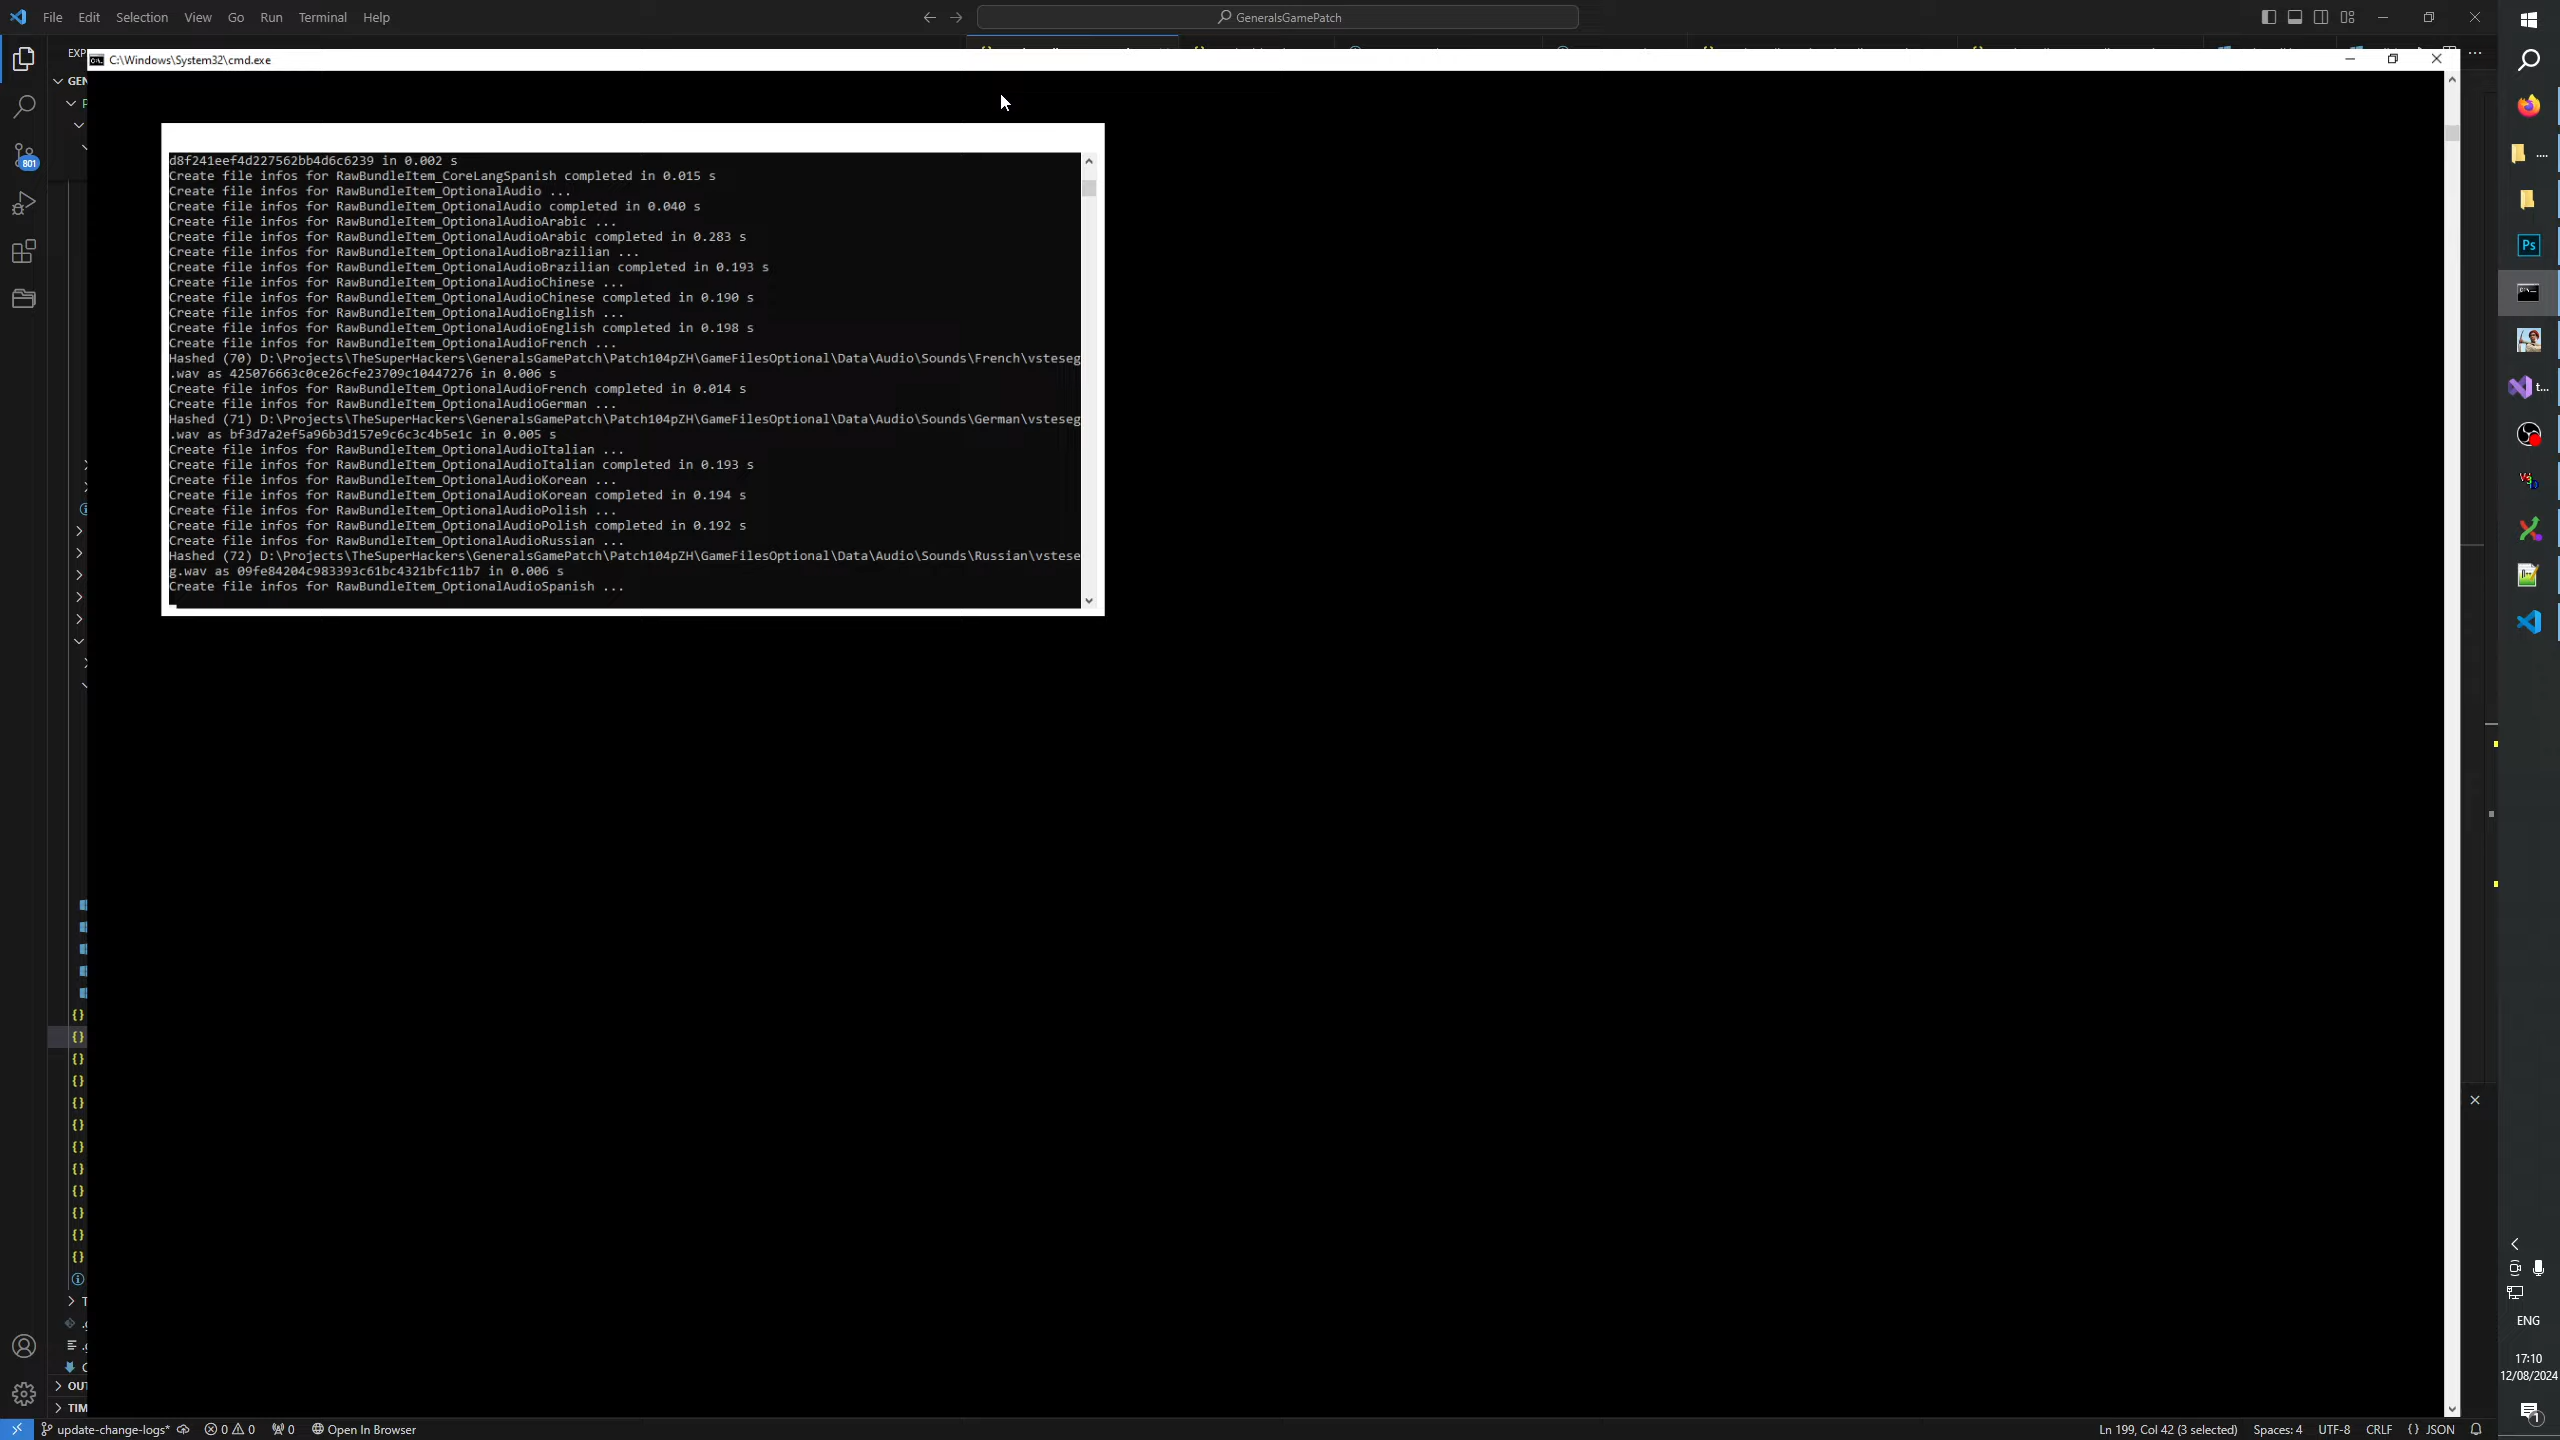 File Edit Selection View Go Run Terminal Help
GeneralsGamePatch
EXP
C:\Windows\System32\cmd.exe
GEN
d8f241eef4d227562bb4d6c6239 in 0.002 s
Create file infos for RawBundleItem_CoreLangSpanish completed in 0.015 s
Create file infos for RawBundleItem_OptionalAudio ...
Create file infos for RawBundleItem_OptionalAudio completed in 0.040 s
Create file infos for RawBundleItem_OptionalAudioArabic ...
Create file infos for RawBundleItem_OptionalAudioArabic completed in 0.283 s
Create file infos for RawBundleItem_OptionalAudioBrazilian ...
Create file infos for RawBundleItem_OptionalAudioBrazilian completed in 0.193 s
Create file infos for RawBundleItem_OptionalAudioChinese ...
Create file infos for RawBundleItem_OptionalAudioChinese completed in 0.190 s
Create file infos for RawBundleItem_OptionalAudioEnglish ...
Create file infos for RawBundleItem_OptionalAudioEnglish completed in 0.198 s
Create file infos for RawBundleItem_OptionalAudioFrench ...
Hashed (70) D:\Projects\TheSuperHackers\GeneralsGamePatch\Patch104pZH\GameFilesOptional\Data\Audio\Sounds\French\vsteseg
.wav as 425076663c0ce26cfe23709c10447276 in 0.006 s
Create file infos for RawBundleItem_OptionalAudioFrench completed in 0.014 s
Create file infos for RawBundleItem_OptionalAudioGerman ...
Hashed (71) D:\Projects\TheSuperHackers\GeneralsGamePatch\Patch104pZH\GameFilesOptional\Data\Audio\Sounds\German\vsteseg
.wav as bf3d7a2ef5a96b3d157e9c6c3c4b5e1c in 0.005 s
Create file infos for RawBundleItem_OptionalAudioItalian ...
Create file infos for RawBundleItem_OptionalAudioItalian completed in 0.193 s
Create file infos for RawBundleItem_OptionalAudioKorean ...
Create file infos for RawBundleItem_OptionalAudioKorean completed in 0.194 s
Create file infos for RawBundleItem_OptionalAudioPolish ...
Create file infos for RawBundleItem_OptionalAudioPolish completed in 0.192 s
Create file infos for RawBundleItem_OptionalAudioRussian ...
Hashed (72) D:\Projects\TheSuperHackers\GeneralsGamePatch\Patch104pZH\GameFilesOptional\Data\Audio\Sounds\Russian\vstese
g.wav as 09fe84204c983393c61bc4321bfc11b7 in 0.006 s
Create file infos for RawBundleItem_OptionalAudioSpanish ...
801
Ps
t...
OUT
TIM
ENG
17:10
12/08/2024
1
update-change-logs* 0 0 0 Open In Browser
Ln 199, Col 42 (3 selected) Spaces: 4 UTF-8 CRLF {} JSON